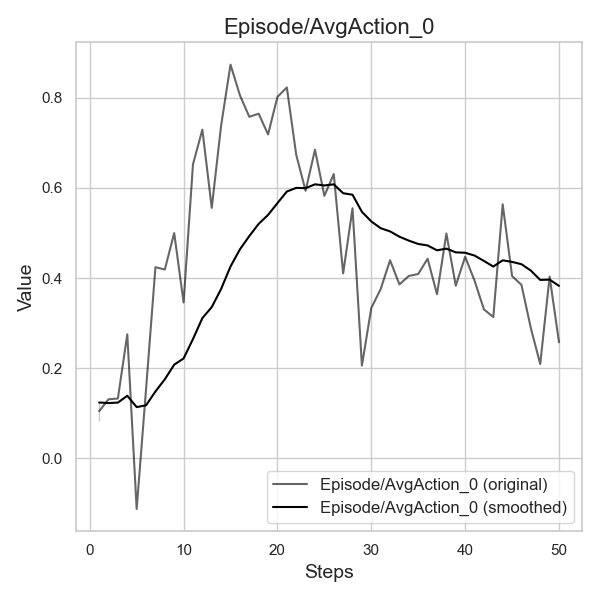 Episode/AvgAction_0
Value
0.8
0.6
0.4
0.2
0.0
Episode/AvgAction_0 (original)
Episode/AvgAction_0 (smoothed)
0 10 20 30 40 50
Steps